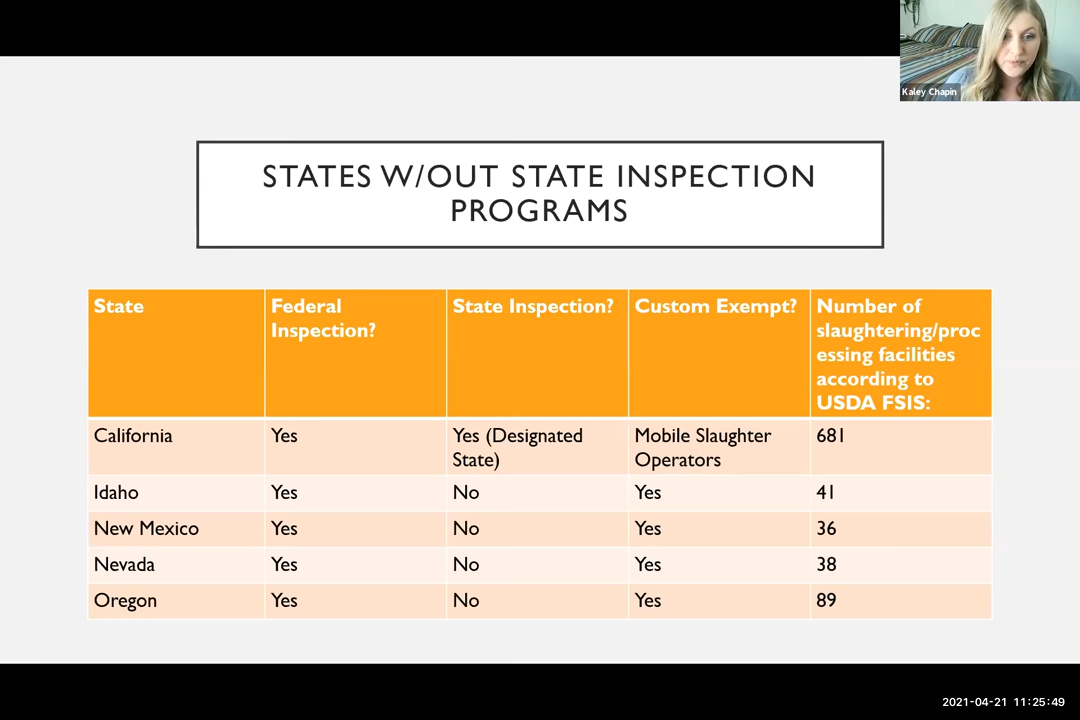 Kaley Chapin
STATES W/OUT STATE INSPECTION
PROGRAMS
State
Federal
Inspection?
State Inspection?
Custom Exempt?
Number of
slaughtering/proc
essing facilities
according to
USDA FSIS:
California
Yes
Yes (Designated
State)
Mobile Slaughter
Operators
681
Idaho
Yes
No
Yes
41
New Mexico
Yes
No
Yes
36
Nevada
Yes
No
Yes
38
Oregon
Yes
No
Yes
89
2021-04-21 11:25:49